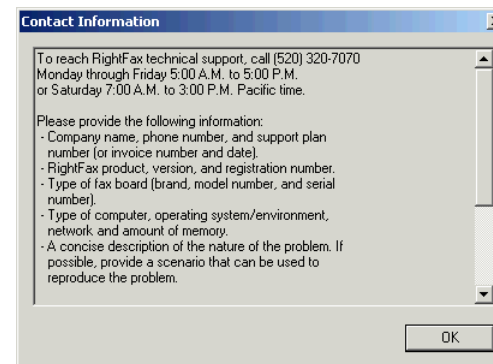 Contact Information
To reach RightFax technical support, call (520) 320-7070
Monday through Friday 5:00 A.M. to 5:00 P.M.
or Saturday 7:00 A.M. to 3:00 P.M. Pacific time.
Please provide the following information:
- Company name, phone number, and support plan
number (or invoice number and date).
- RightFax product, version, and registration number.
- Type of fax board (brand, model number, and serial
number).
- Type of computer, operating system/environment,
network and amount of memory.
- A concise description of the nature of the problem. If
possible, provide a scenario that can be used to
reproduce the problem.
OK